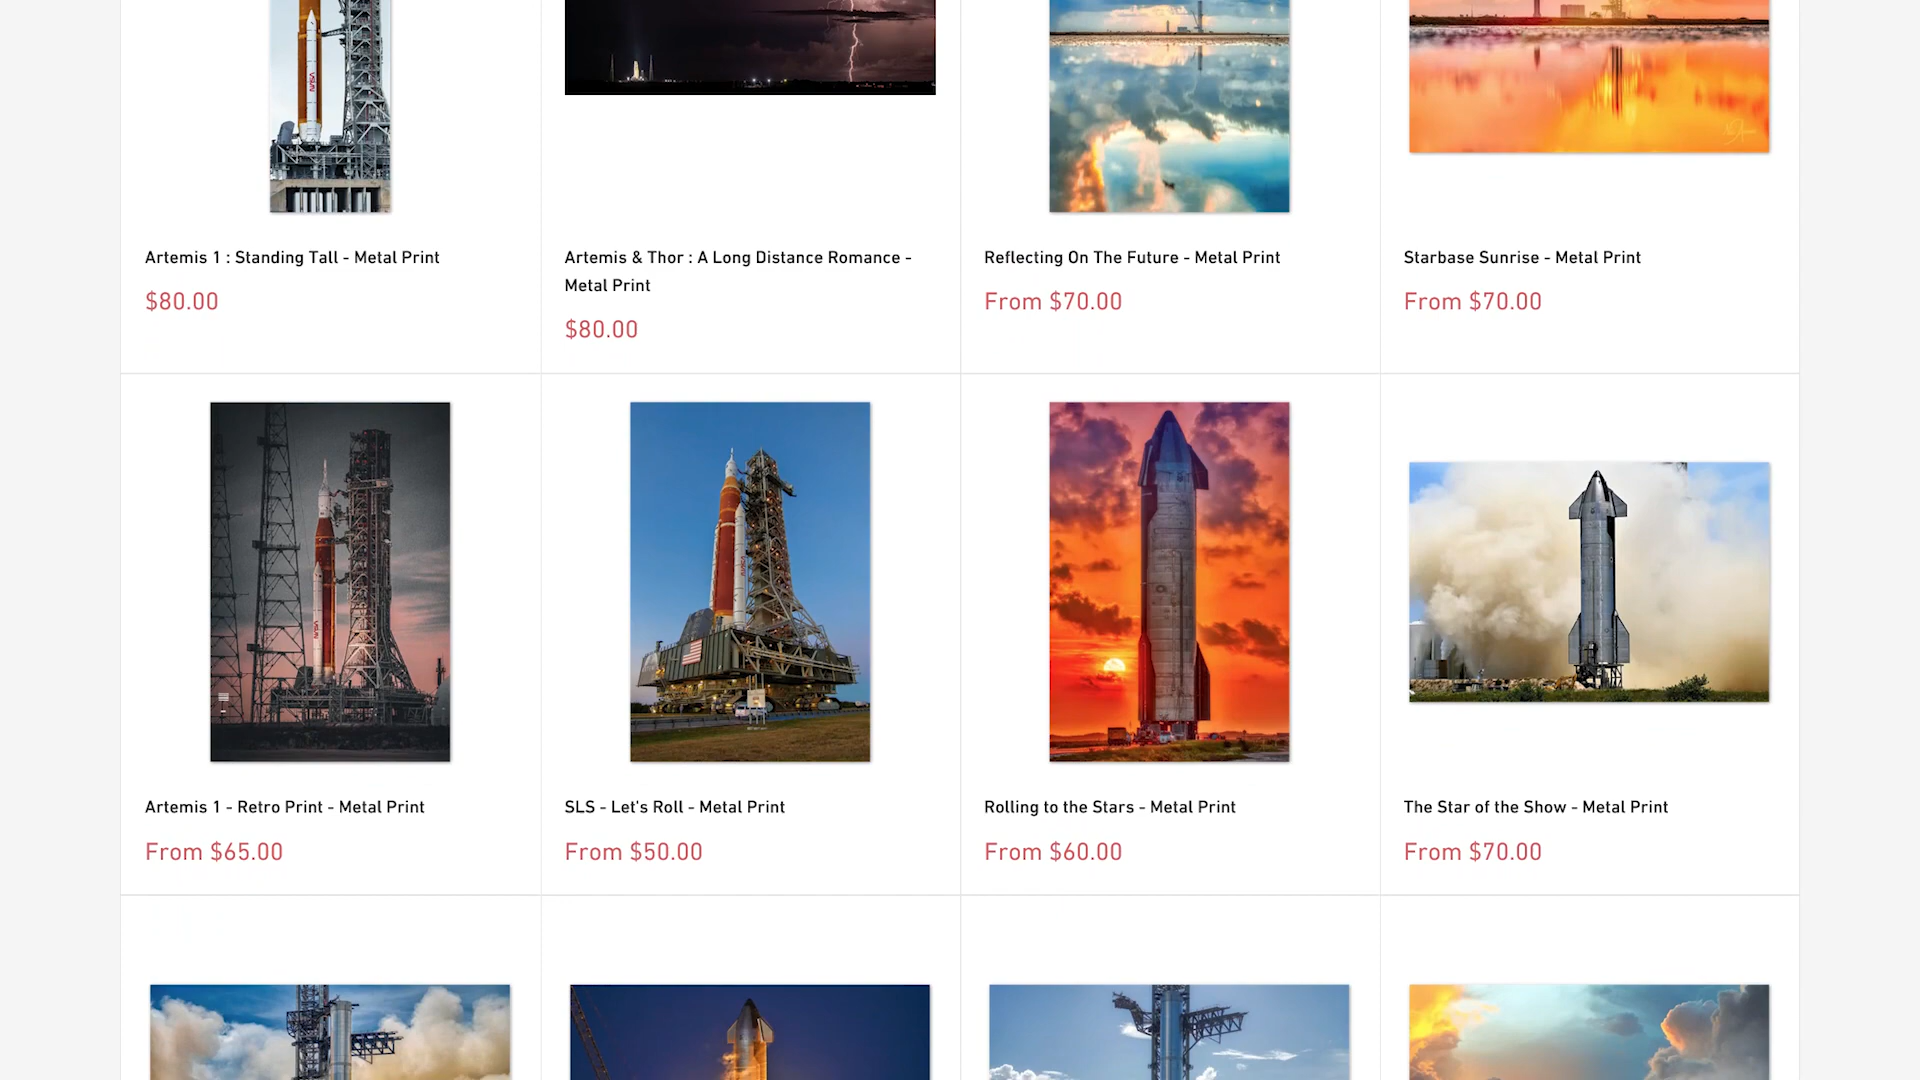 Artemis 1 : Standing Tall - Metal Print
$80.00
Artemis & Thor : A Long Distance Romance -
Metal Print
$80.00
Reflecting On The Future - Metal Print
From $70.00
Starbase Sunrise - Metal Print
From $70.00
Artemis 1 - Retro Print - Metal Print
From $65.00
SLS - Let's Roll - Metal Print
From $50.00
Rolling to the Stars - Metal Print
From $60.00
The Star of the Show - Metal Print
From $70.00